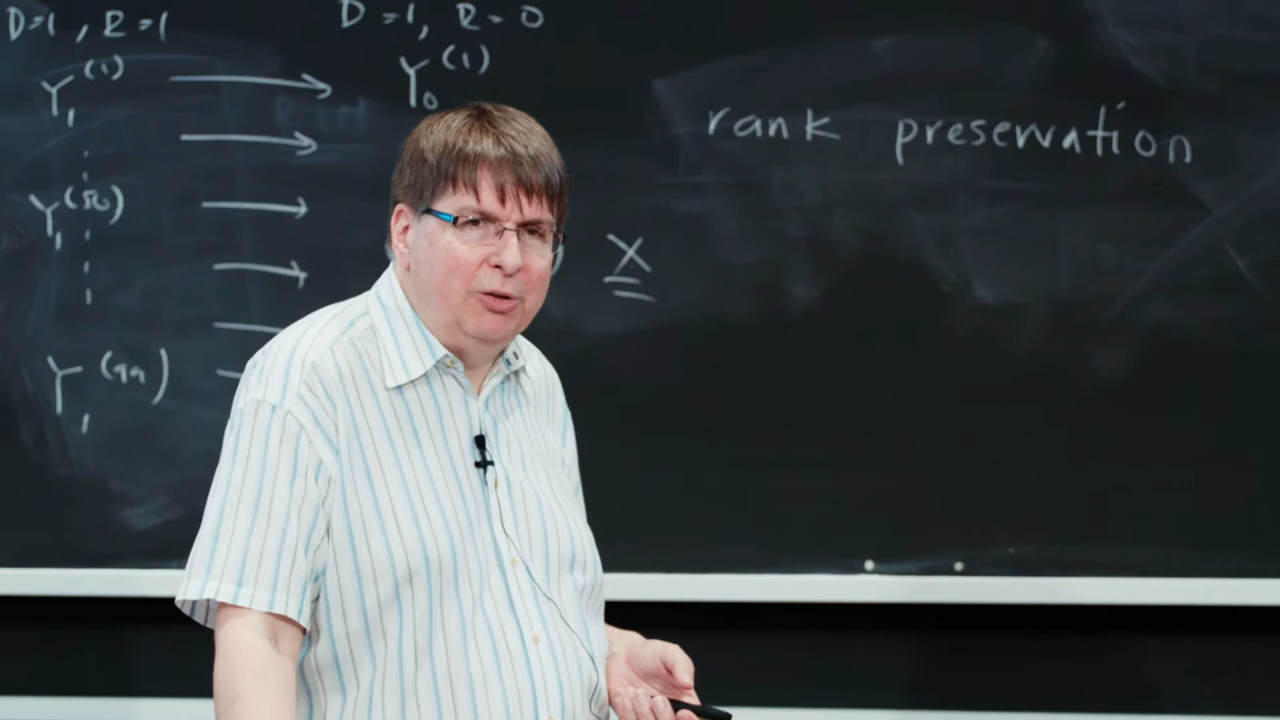 D=1, R=1
D=1, R=0
Y₁⁽¹⁾ → Y₀⁽¹⁾
rank preservation
→
Y₁⁽⁵⁰⁾ →
X
→
Y₁⁽⁹⁹⁾